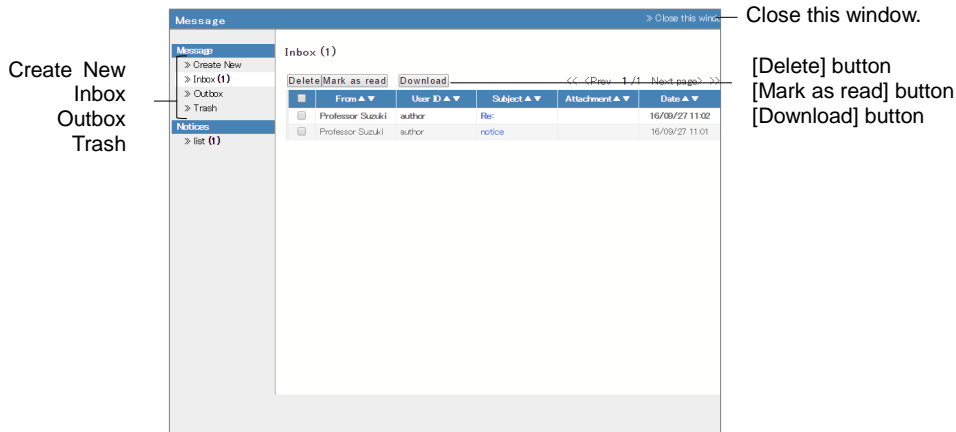 Message
≫ Close this windo
Close this window.
Message
≫ Create New
≫ Inbox (1)
≫ Outbox
≫ Trash
Notices
≫ list (1)
Create New
Inbox
Outbox
Trash
Inbox (1)
Delete Mark as read Download << <Prev 1 /1 Next page> >>
From▲▼ User ID▲▼ Subject▲▼ Attachment▲▼ Date▲▼
Professor Suzuki author Re: 16/09/27 11:02
Professor Suzuki author notice 16/09/27 11:01
[Delete] button
[Mark as read] button
[Download] button